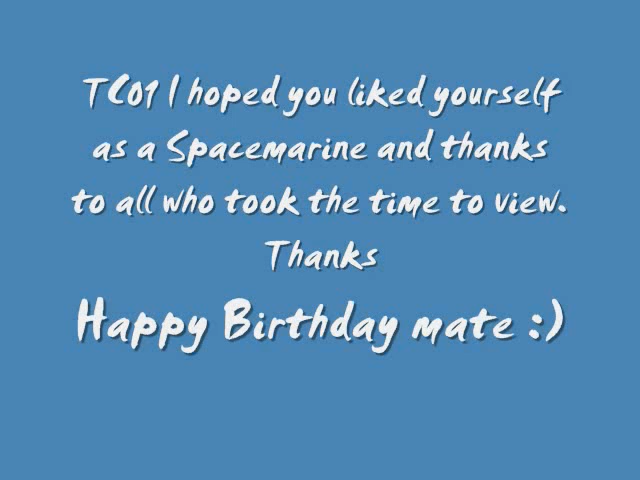 TC01 I hoped you liked yourself
as a Spacemarine and thanks
to all who took the time to view.
Thanks
Happy Birthday mate :)